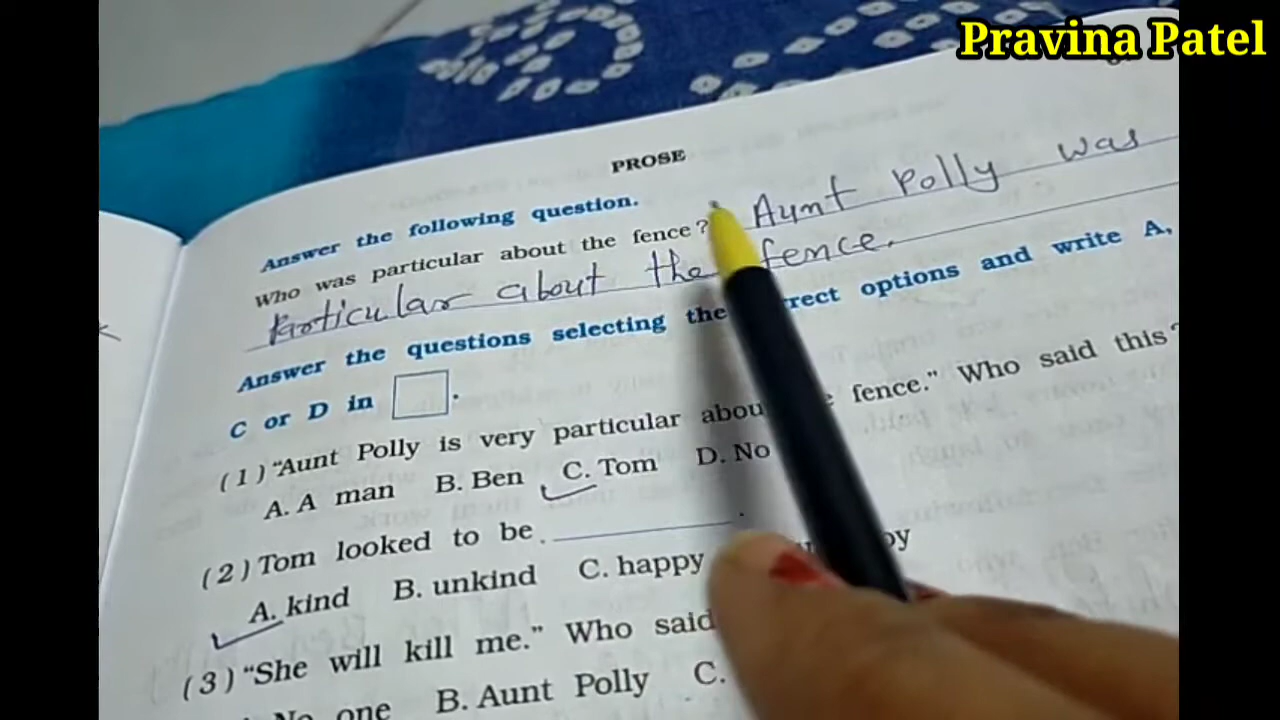 Pravina Patel
PROSE
Answer the following question.
Who was particular about the fence? Aunt Polly was
particular about the fence.
Answer the questions selecting the correct options and write A,
C or D in .
(1) "Aunt Polly is very particular about fence." Who said this?
A. A man B. Ben C. Tom D. No
(2) Tom looked to be .
A. kind B. unkind C. happy
(3) "She will kill me." Who said
No one B. Aunt Polly C.